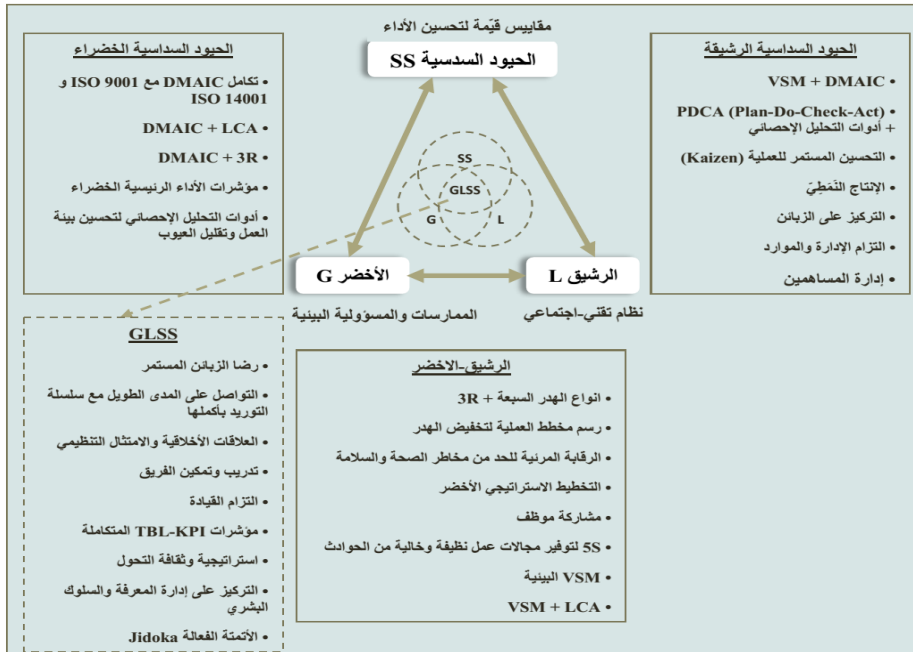 مقاييس قيّمة لتحسين الأداء
الحيود السدسية SS
الحيود السداسية الرشيقة
• VSM + DMAIC
• PDCA (Plan-Do-Check-Act)
+ أدوات التحليل الإحصائي
• التحسين المستمر للعملية (Kaizen)
• الإنتاج النَمَطِيّ
• التركيز على الزبائن
• التزام الإدارة والموارد
• إدارة المساهمين
الحيود السداسية الخضراء
• تكامل DMAIC مع ISO 9001 و
ISO 14001
• DMAIC + LCA
• DMAIC + 3R
• مؤشرات الأداء الرئيسية الخضراء
• أدوات التحليل الإحصائي لتحسين بيئة
العمل وتقليل العيوب
SS
GLSS
G
L
الرشيق L
الأخضر G
نظام تقني-اجتماعي
الممارسات والمسؤولية البيئية
الرشيق-الاخضر
• انواع الهدر السبعة + 3R
• رسم مخطط العملية لتخفيض الهدر
• الرقابة المرئية للحد من مخاطر الصحة والسلامة
• التخطيط الاستراتيجي الأخضر
• مشاركة موظف
• 5S لتوفير مجالات عمل نظيفة وخالية من الحوادث
• VSM البيئية
• VSM + LCA
GLSS
• رضا الزبائن المستمر
• التواصل على المدى الطويل مع سلسلة
التوريد بأكملها
• العلاقات الأخلاقية والامتثال التنظيمي
• تدريب وتمكين الفريق
• التزام القيادة
• مؤشرات TBL-KPI المتكاملة
• استراتيجية وثقافة التحول
• التركيز على إدارة المعرفة والسلوك
البشري
• الأتمتة الفعالة Jidoka